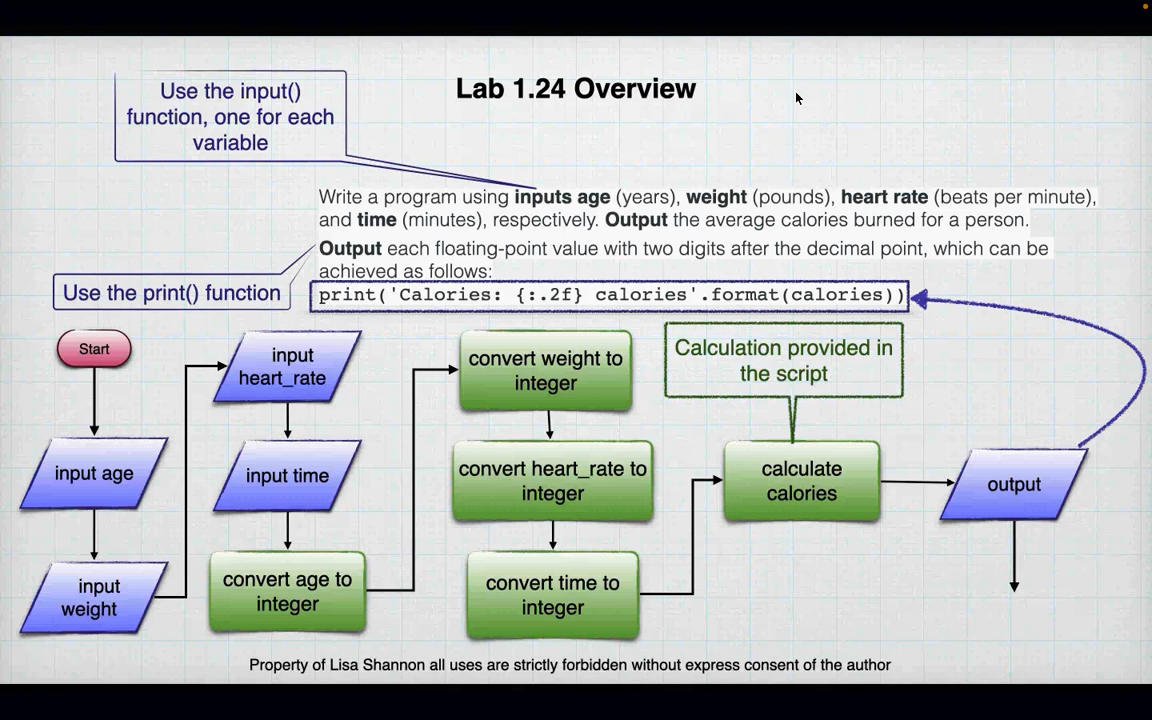 Lab 1.24 Overview
Use the input()
function, one for each
variable
Write a program using inputs age (years), weight (pounds), heart rate (beats per minute),
and time (minutes), respectively. Output the average calories burned for a person.
Output each floating-point value with two digits after the decimal point, which can be
achieved as follows:
Use the print() function
print('Calories: {:.2f} calories'.format(calories))
Start
input age
input
weight
input
heart_rate
input time
convert age to
integer
convert weight to
integer
convert heart_rate to
integer
convert time to
integer
Calculation provided in
the script
calculate
calories
output
Property of Lisa Shannon all uses are strictly forbidden without express consent of the author